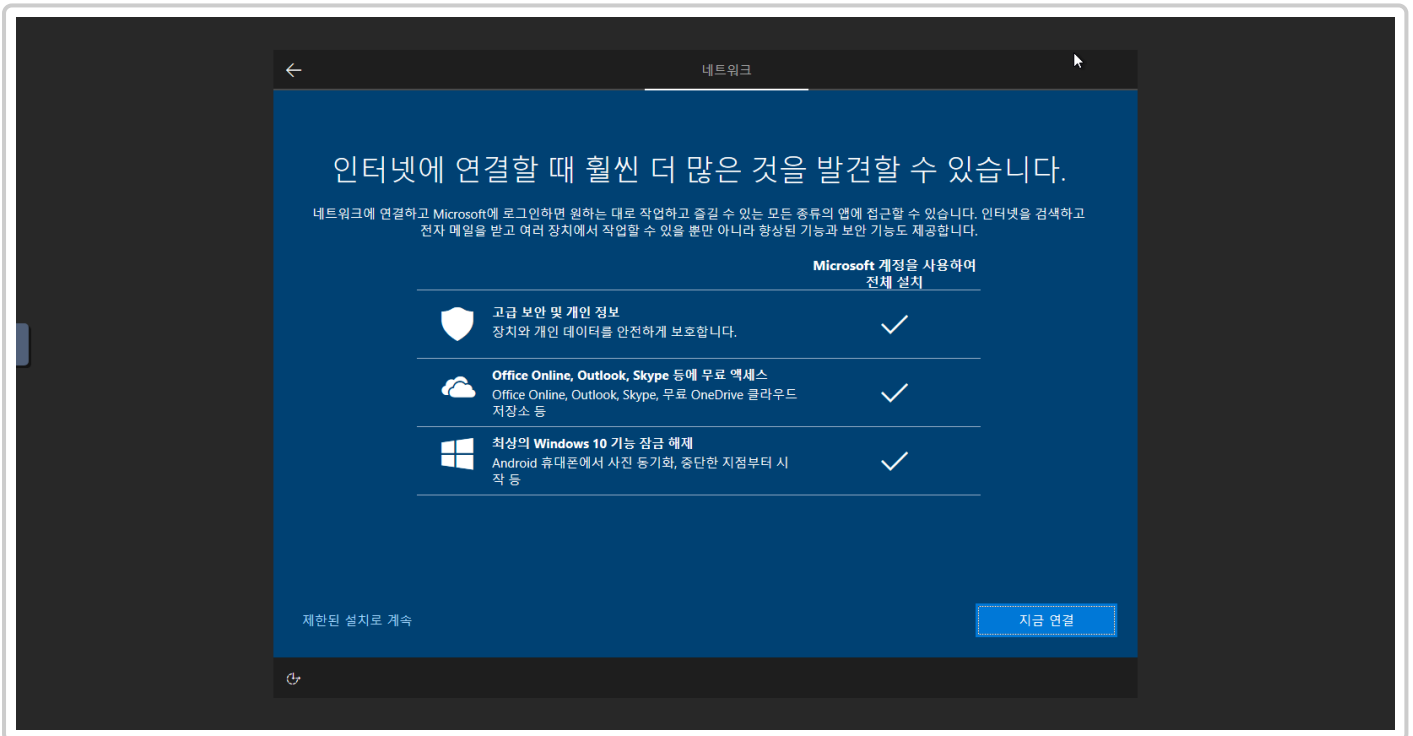 네트워크
인터넷에 연결할 때 훨씬 더 많은 것을 발견할 수 있습니다.
네트워크에 연결하고 Microsoft에 로그인하면 원하는 대로 작업하고 즐길 수 있는 모든 종류의 앱에 접근할 수 있습니다. 인터넷을 검색하고
전자 메일을 받고 여러 장치에서 작업할 수 있을 뿐만 아니라 향상된 기능과 보안 기능도 제공합니다.
Microsoft 계정을 사용하여
전체 설치
고급 보안 및 개인 정보
장치와 개인 데이터를 안전하게 보호합니다.
Office Online, Outlook, Skype 등에 무료 액세스
Office Online, Outlook, Skype, 무료 OneDrive 클라우드
저장소 등
최상의 Windows 10 기능 잠금 해제
Android 휴대폰에서 사진 동기화, 중단한 지점부터 시
작 등
제한된 설치로 계속
지금 연결